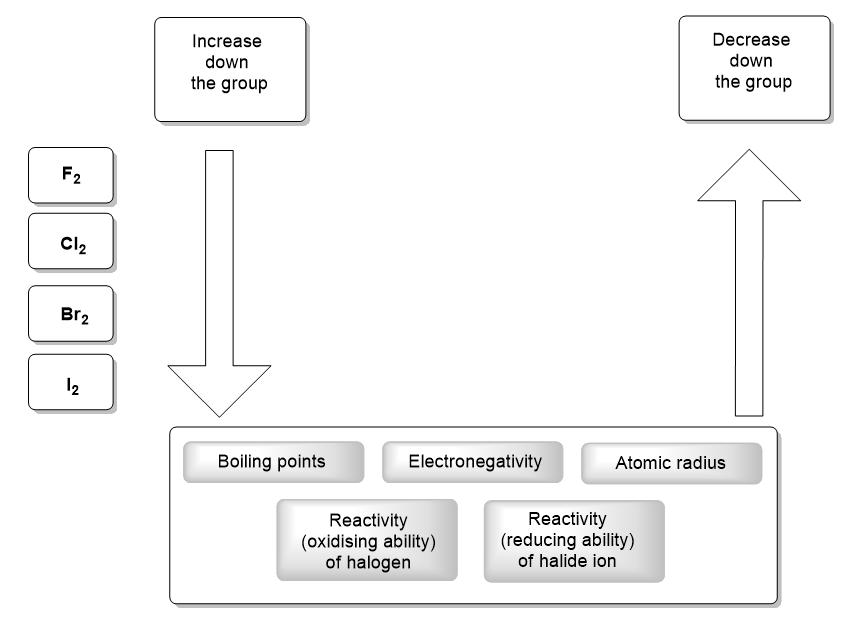 Increase
down
the group
Decrease
down
the group
F₂
Cl₂
Br₂
I₂
Boiling points
Electronegativity
Atomic radius
Reactivity
(oxidising ability)
of halogen
Reactivity
(reducing ability)
of halide ion